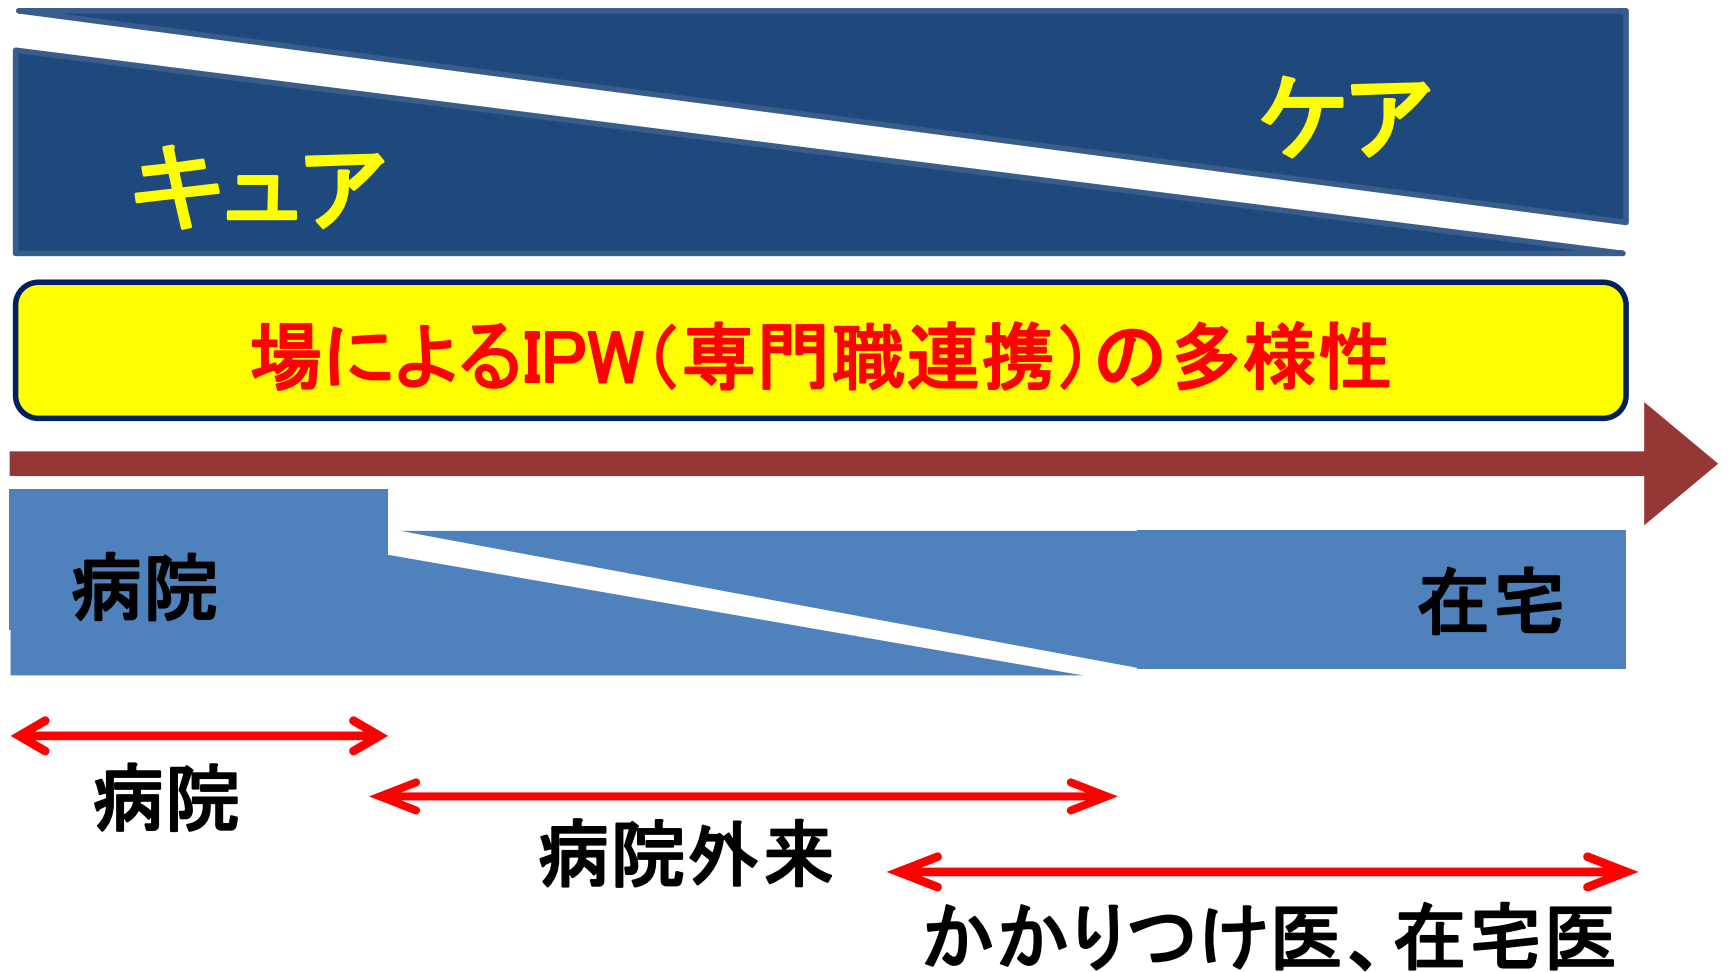 ケア
キュア
場によるIPW（専門職連携）の多様性
病院
在宅
病院
病院外来
かかりつけ医、在宅医